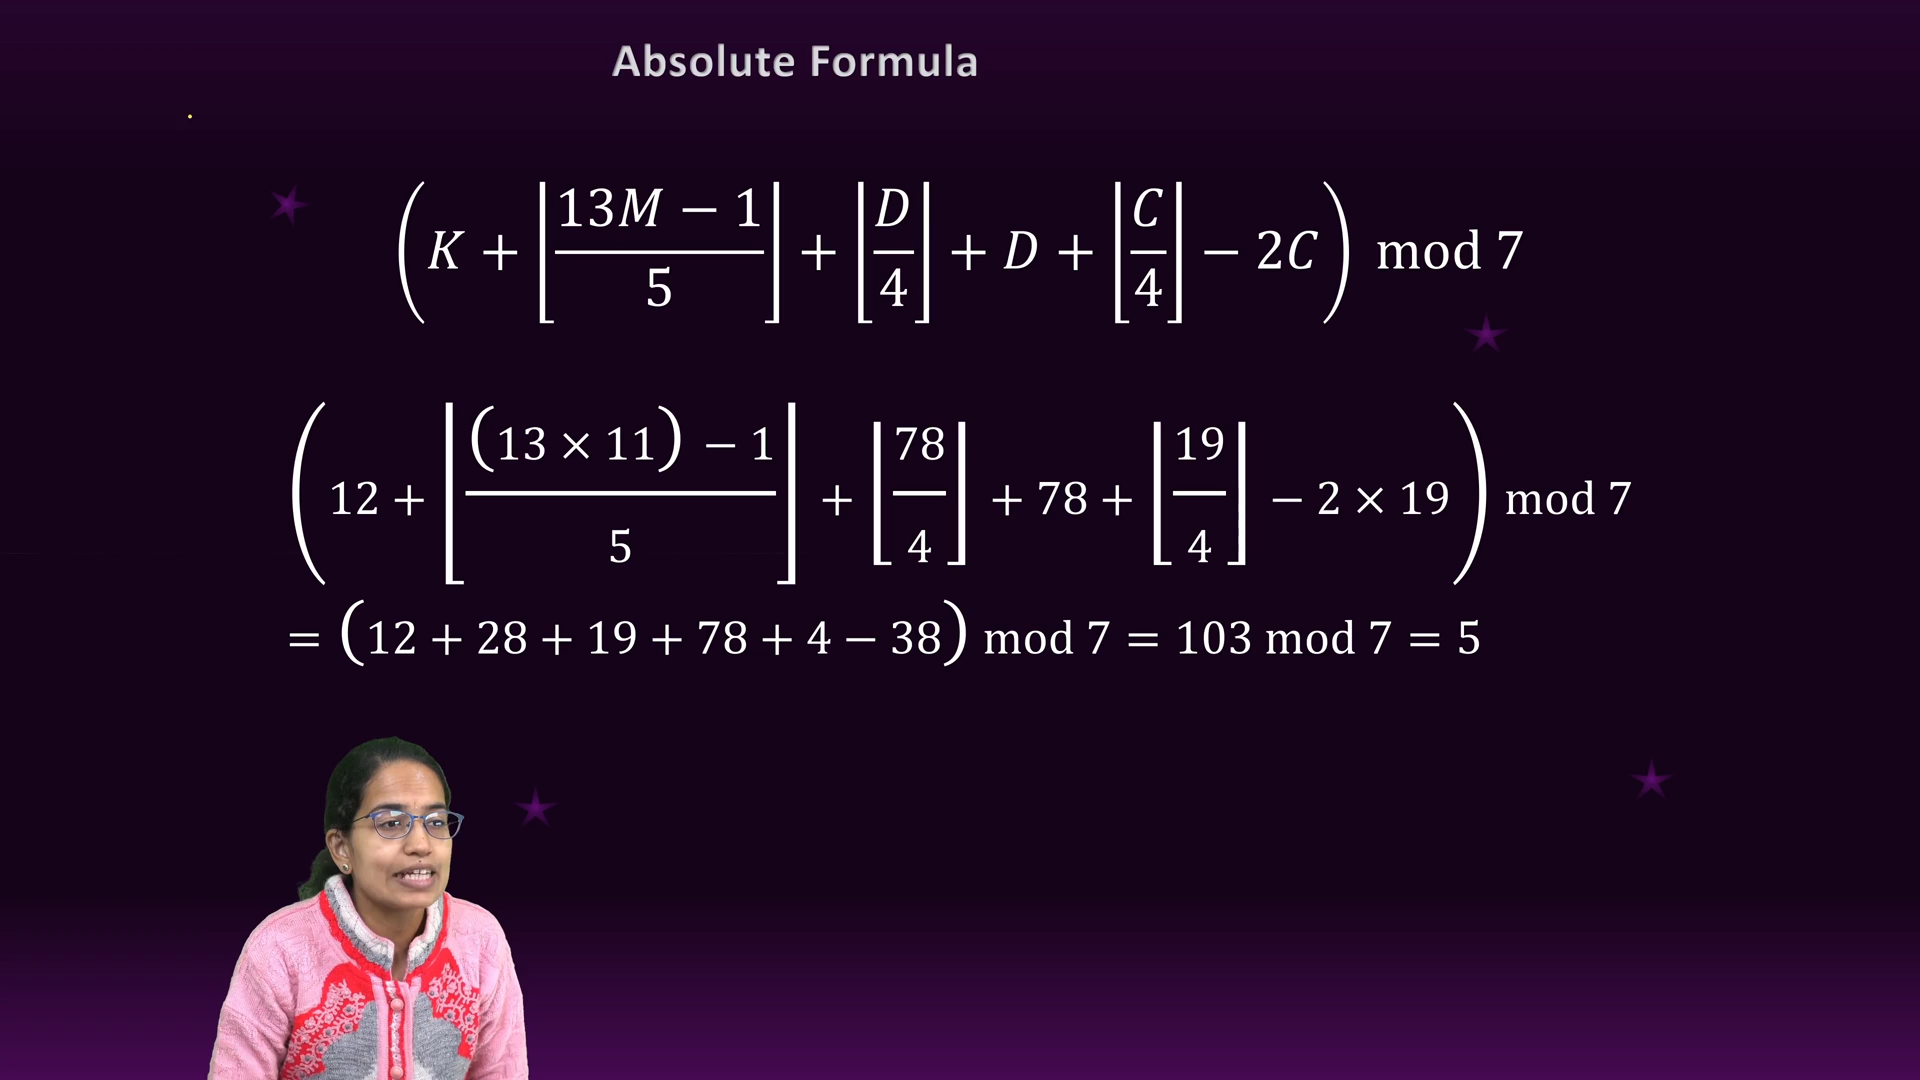 Absolute Formula
(K + ⌊(13M − 1)/5⌋ + ⌊D/4⌋ + D + ⌊C/4⌋ − 2C) mod 7
(12 + ⌊((13 × 11) − 1)/5⌋ + ⌊78/4⌋ + 78 + ⌊19/4⌋ − 2 × 19) mod 7
= (12 + 28 + 19 + 78 + 4 − 38) mod 7 = 103 mod 7 = 5